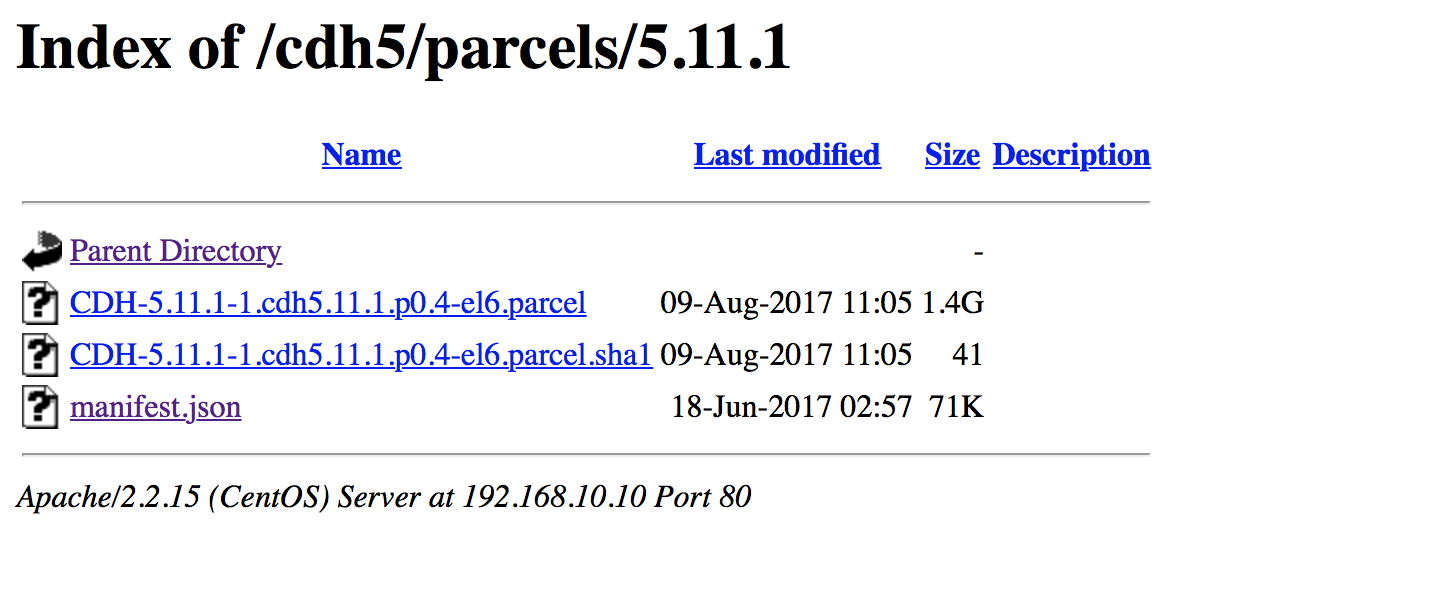 Index of /cdh5/parcels/5.11.1
Name Last modified Size Description
Parent Directory -
CDH-5.11.1-1.cdh5.11.1.p0.4-el6.parcel 09-Aug-2017 11:05 1.4G
CDH-5.11.1-1.cdh5.11.1.p0.4-el6.parcel.sha1 09-Aug-2017 11:05 41
manifest.json 18-Jun-2017 02:57 71K
Apache/2.2.15 (CentOS) Server at 192.168.10.10 Port 80